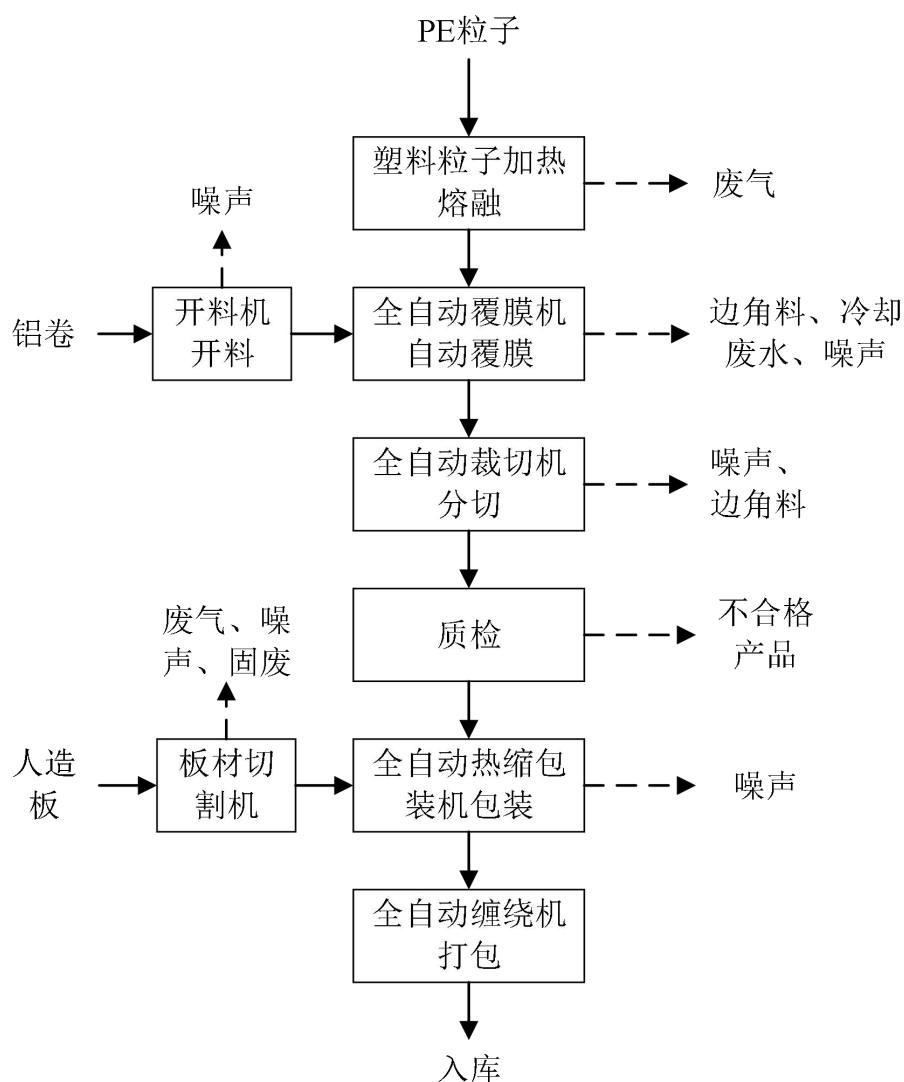 PE粒子
塑料粒子加热
熔融
废气
噪声
铝卷
开料机
开料
全自动覆膜机
自动覆膜
边角料、冷却
废水、噪声
全自动裁切机
分切
噪声、
边角料
质检
不合格
产品
废气、噪
声、固废
人造
板
板材切
割机
全自动热缩包
装机包装
噪声
全自动缠绕机
打包
入库